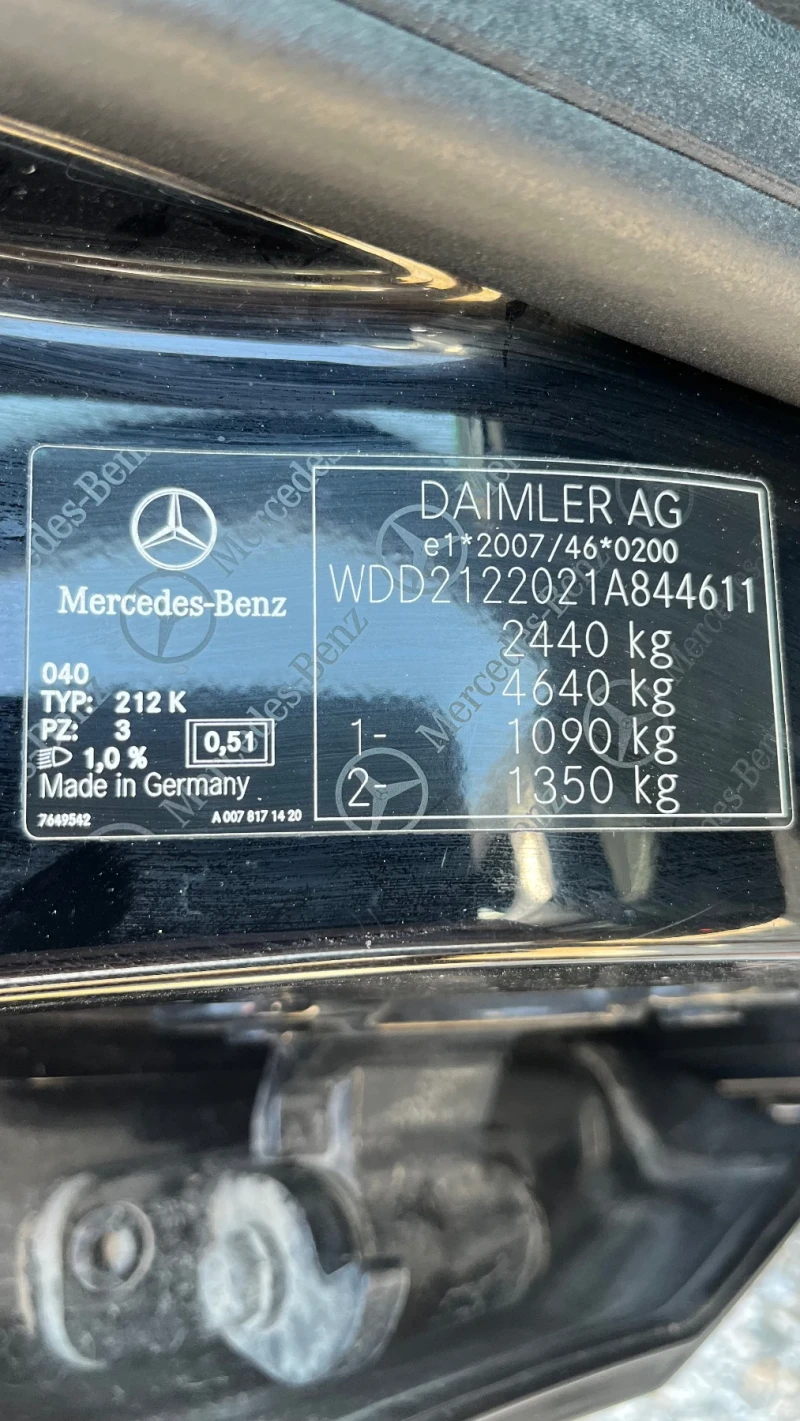 Mercedes-Benz
040
TYP: 212 K
PZ: 3
0,51
1,0 %
Made in Germany
7649542
A 007 817 14 20
DAIMLER AG
e1*2007/46*0200
WDD2122021A844611
2440 kg
4640 kg
1- 1090 kg
2- 1350 kg